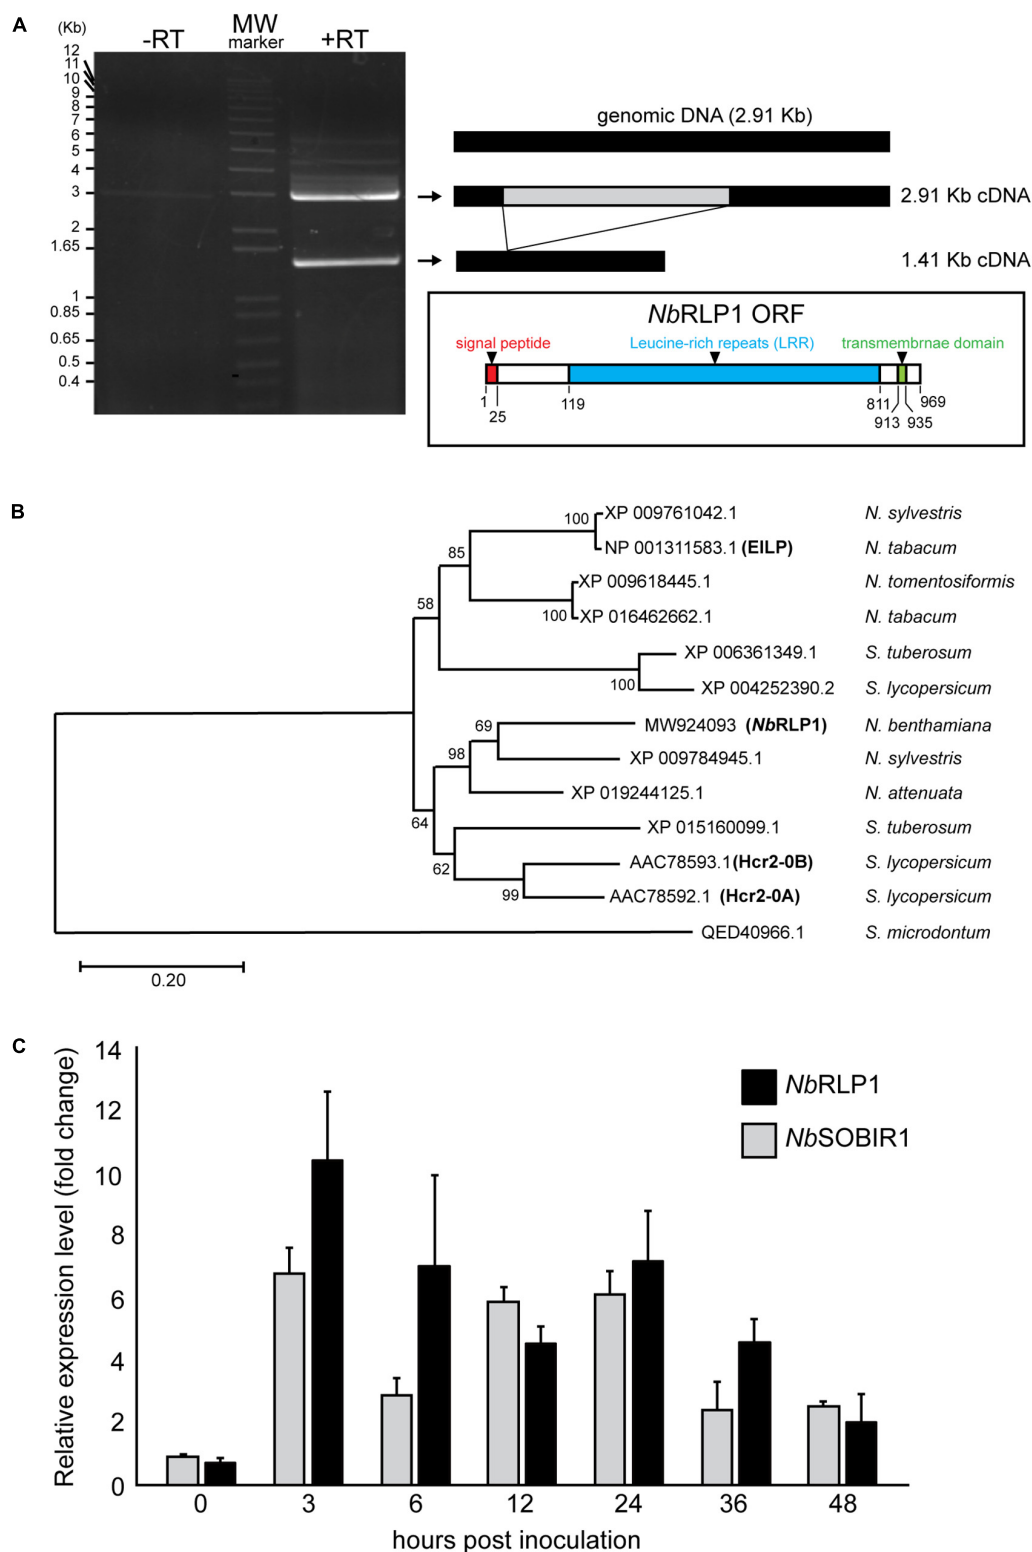 A
(Kb)
-RT
MW
marker
+RT
12
11
10
9
8
7
6
5
4
3
2
1.65
1
0.85
0.65
0.5
0.4
genomic DNA (2.91 Kb)
2.91 Kb cDNA
1.41 Kb cDNA
NbRLP1 ORF
signal peptide
Leucine-rich repeats (LRR)
transmembrnae domain
1
25
119
811
913
935
969
B
100
XP 009761042.1 N. sylvestris
NP 001311583.1 (EILP) N. tabacum
85
XP 009618445.1 N. tomentosiformis
100
XP 016462662.1 N. tabacum
58
XP 006361349.1 S. tuberosum
100
XP 004252390.2 S. lycopersicum
69
MW924093 (NbRLP1) N. benthamiana
98
XP 009784945.1 N. sylvestris
XP 019244125.1 N. attenuata
64
XP 015160099.1 S. tuberosum
62
AAC78593.1(Hcr2-0B) S. lycopersicum
99
AAC78592.1 (Hcr2-0A) S. lycopersicum
QED40966.1 S. microdontum
0.20
C
Relative expression level (fold change)
14
12
10
8
6
4
2
0
NbRLP1
NbSOBIR1
0 3 6 12 24 36 48
hours post inoculation